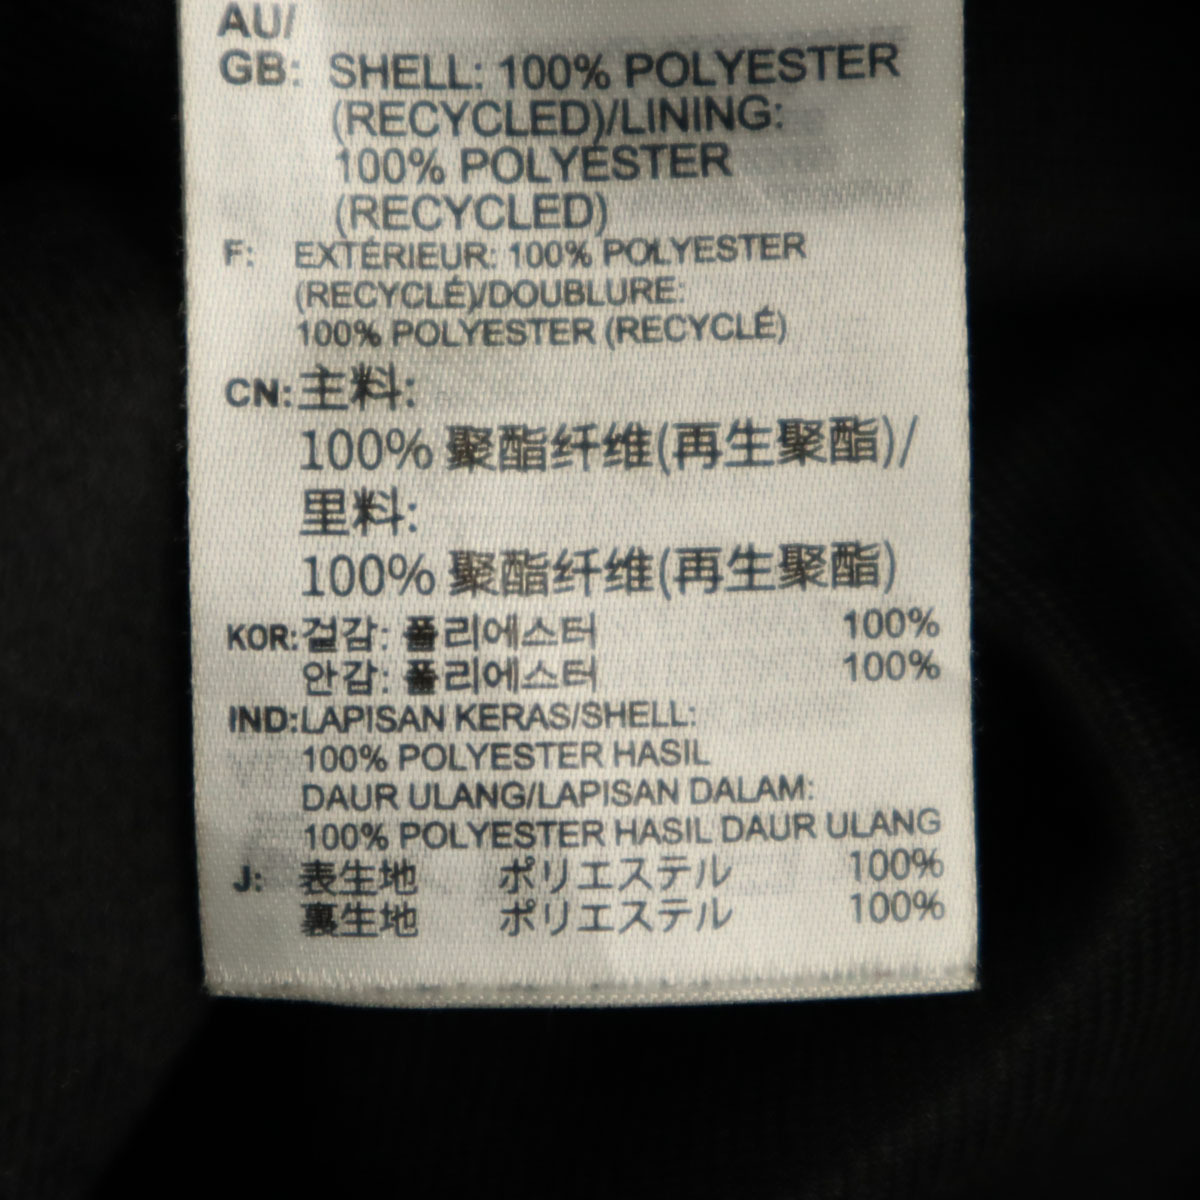 AU/
GB: SHELL: 100% POLYESTER
(RECYCLED)/LINING:
100% POLYESTER
(RECYCLED)
F: EXTÉRIEUR: 100% POLYESTER
(RECYCLÉ)/DOUBLURE:
100% POLYESTER (RECYCLÉ)
CN: 主料:
100% 聚酯纤维(再生聚酯)/
里料:
100% 聚酯纤维(再生聚酯)
KOR: 겉감: 폴리에스터 100%
안감: 폴리에스터 100%
IND: LAPISAN KERAS/SHELL:
100% POLYESTER HASIL
DAUR ULANG/LAPISAN DALAM:
100% POLYESTER HASIL DAUR ULANG
J: 表生地 ポリエステル 100%
裏生地 ポリエステル 100%